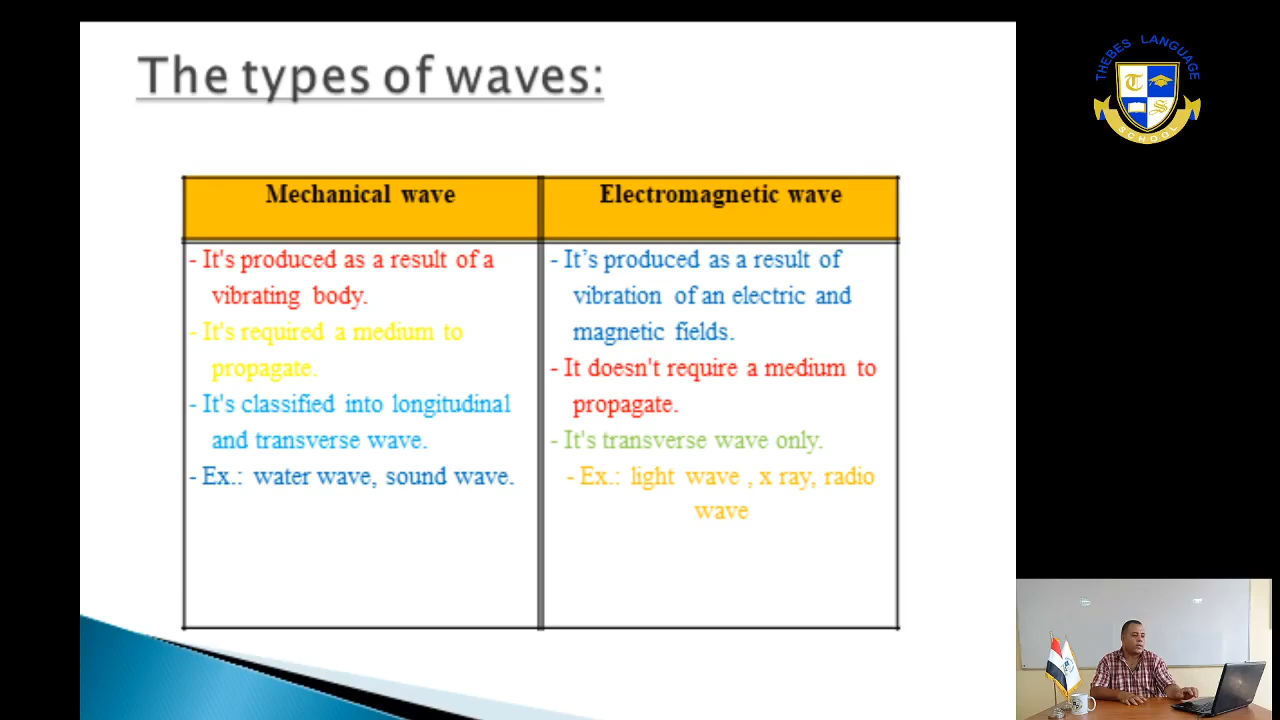 The types of waves:
THEBES LANGUAGE
T
S
SCHOOL
Mechanical wave
Electromagnetic wave
- It's produced as a result of a
vibrating body.
- It's required a medium to
propagate.
- It's classified into longitudinal
and transverse wave.
- Ex.: water wave, sound wave.
- It’s produced as a result of
vibration of an electric and
magnetic fields.
- It doesn't require a medium to
propagate.
- It's transverse wave only.
- Ex.: light wave , x ray, radio
wave